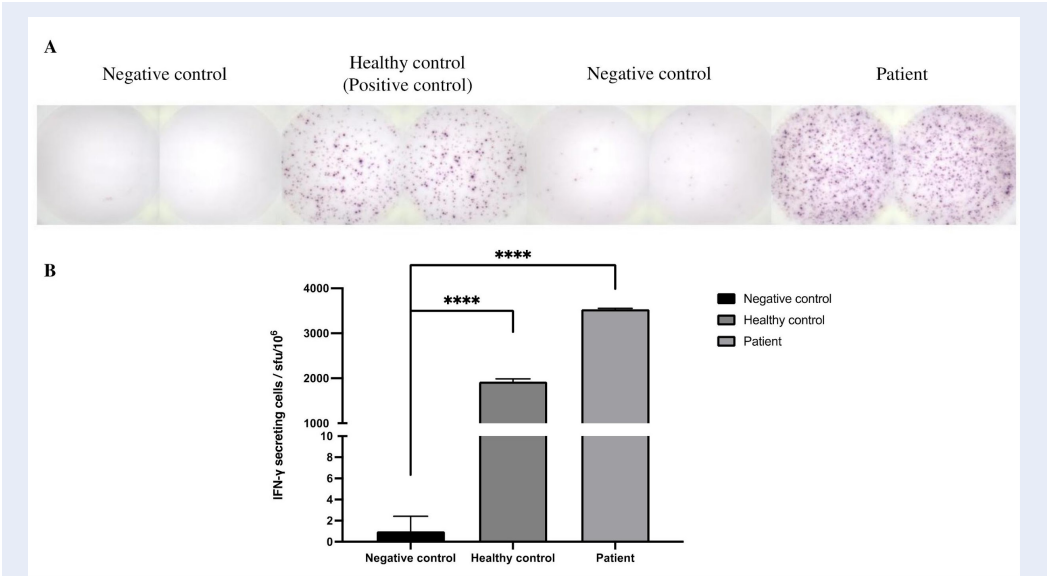 A
Negative control
Healthy control
(Positive control)
Negative control
Patient
B
****
****
4000
3000
2000
1000
10
8
6
4
2
0
IFN-γ secreting cells / sfu/10⁶
Negative control
Healthy control
Patient
Negative control
Healthy control
Patient